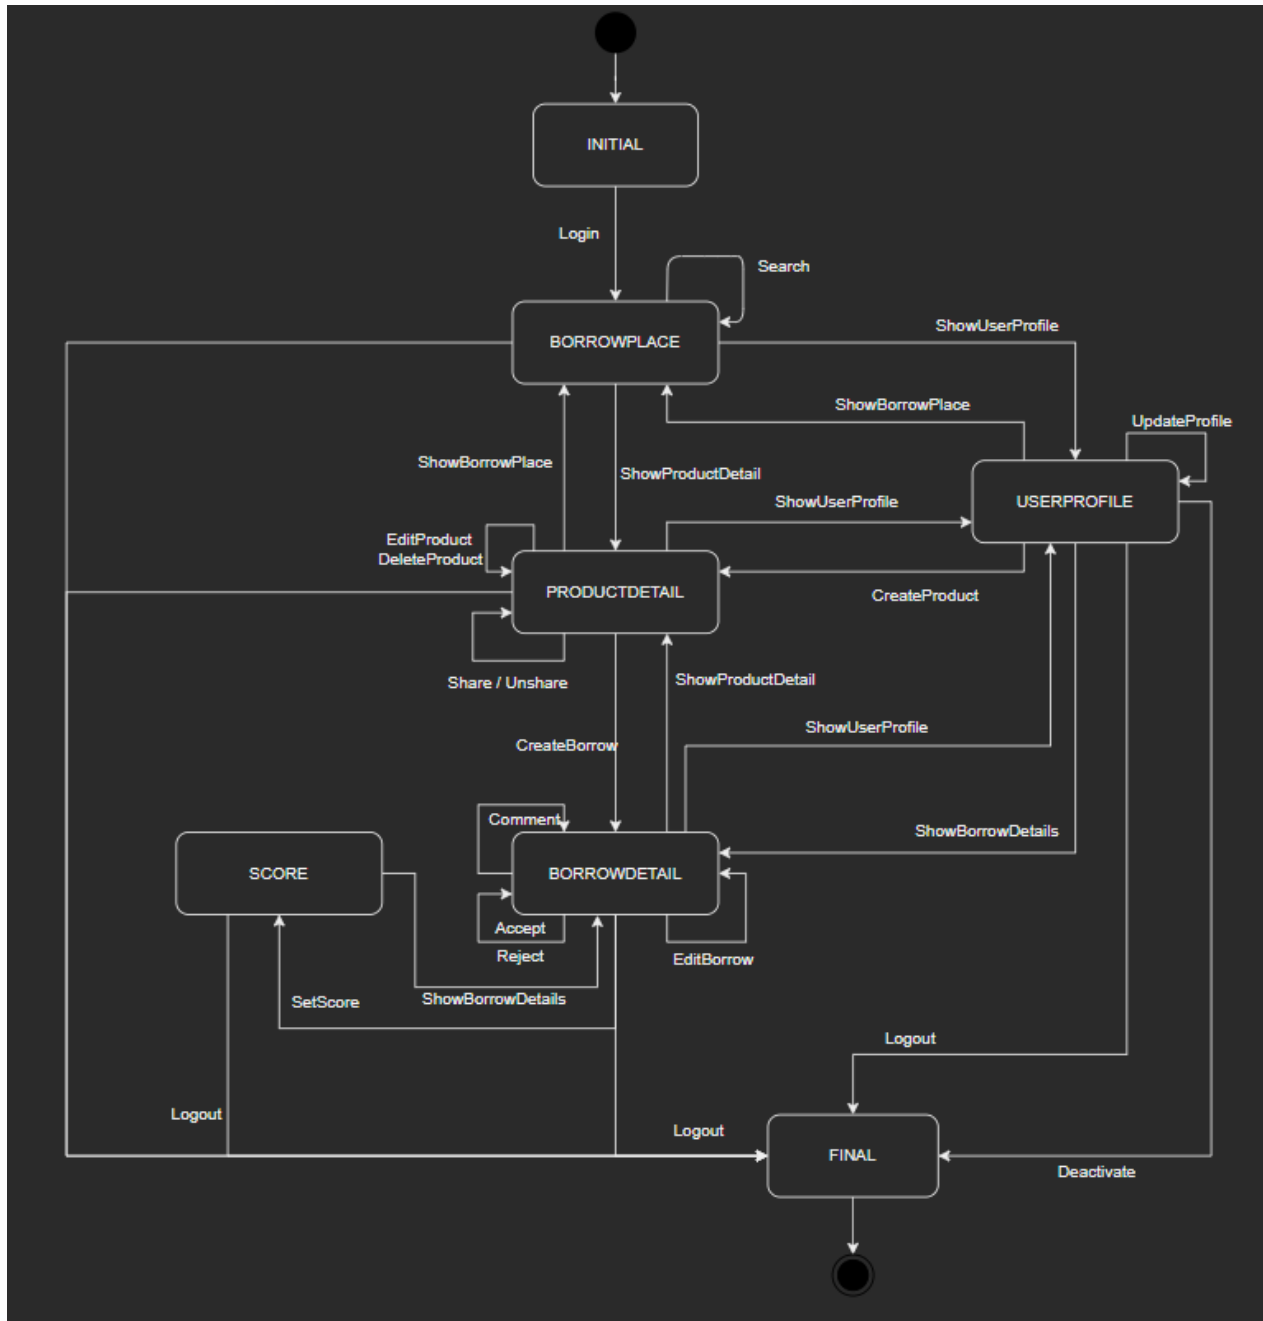 INITIAL
Login
Search
BORROWPLACE
ShowUserProfile
ShowBorrowPlace
UpdateProfile
ShowBorrowPlace
ShowProductDetail
ShowUserProfile
USERPROFILE
EditProduct
DeleteProduct
PRODUCTDETAIL
CreateProduct
Share / Unshare
ShowProductDetail
CreateBorrow
ShowUserProfile
Comment
ShowBorrowDetails
SCORE
BORROWDETAIL
Accept
Reject
EditBorrow
SetScore
ShowBorrowDetails
Logout
Logout
Logout
FINAL
Deactivate